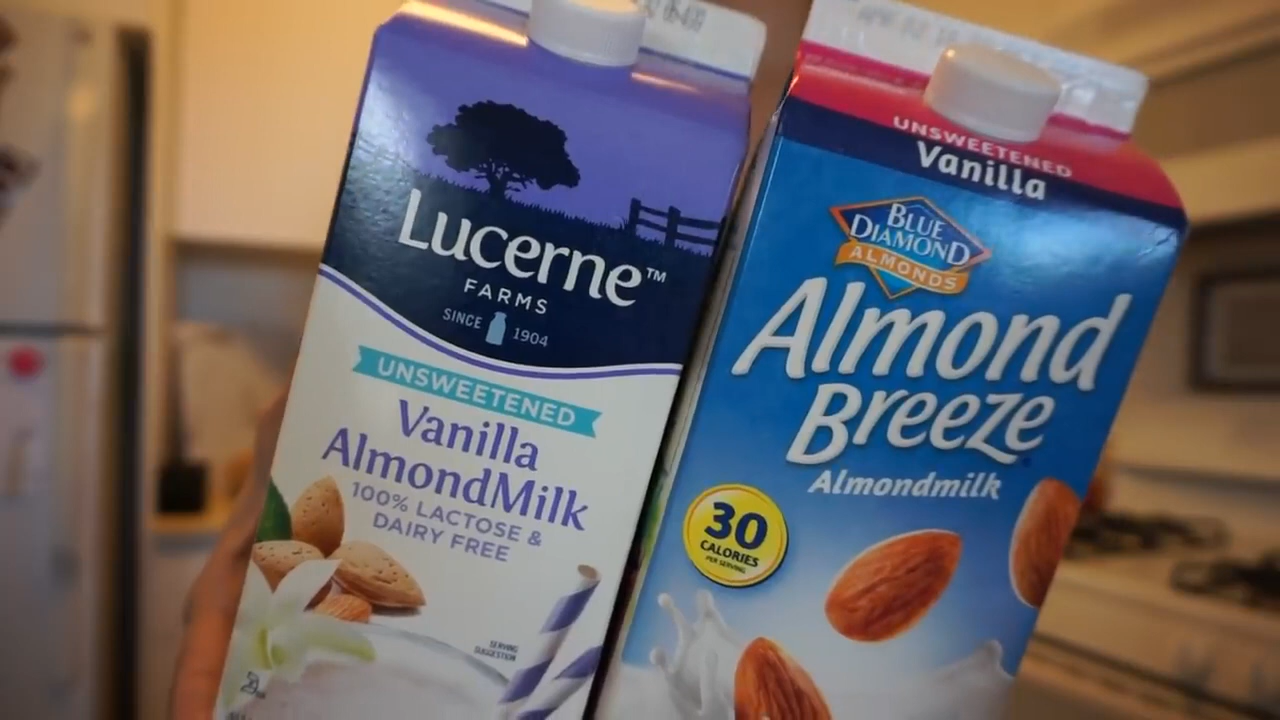 Lucerne™
FARMS
SINCE 1904
UNSWEETENED
Vanilla
AlmondMilk
100% LACTOSE &
DAIRY FREE
SERVING
SUGGESTION
UNSWEETENED
Vanilla
BLUE
DIAMOND
ALMONDS
Almond
Breeze
Almondmilk
30
CALORIES
PER SERVING